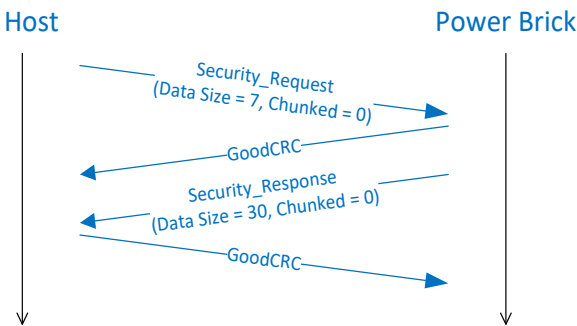 Host
Power Brick
Security_Request
(Data Size = 7, Chunked = 0)
GoodCRC
Security_Response
(Data Size = 30, Chunked = 0)
GoodCRC